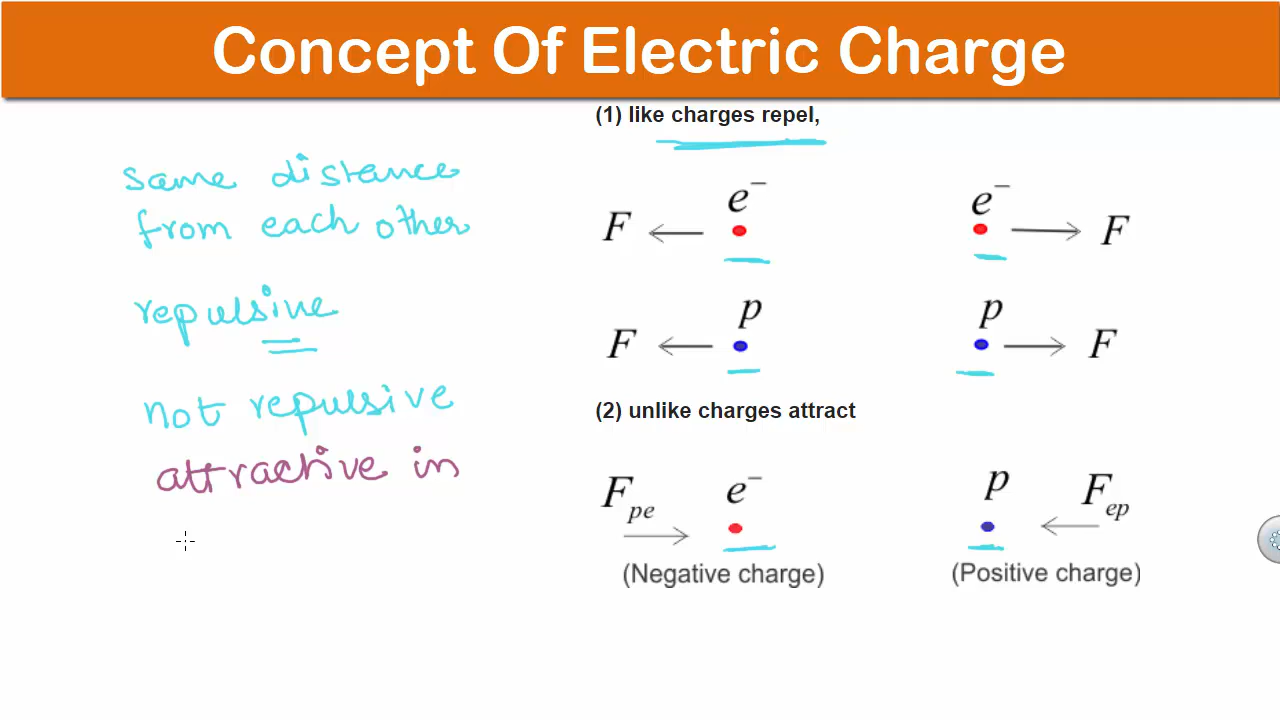 Concept Of Electric Charge
same distance
from each other
repulsive
not repulsive
attractive in
(1) like charges repel,
F e⁻ e⁻ F
F p p F
(2) unlike charges attract
F_pe e⁻ p F_ep
(Negative charge) (Positive charge)